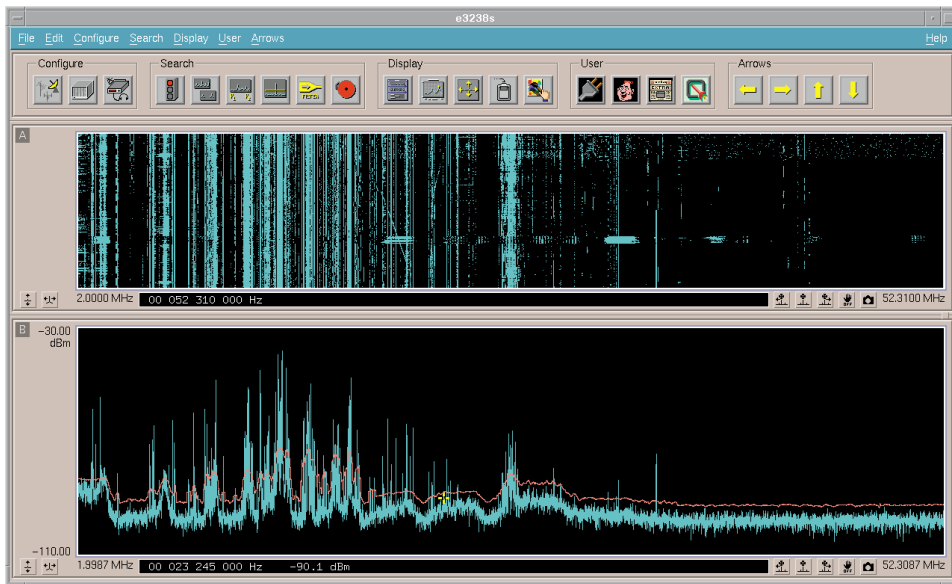 e3238s
File Edit Configure Search Display User Arrows Help
Configure Search Display User Arrows
A
2.0000 MHz 00 052 310 000 Hz 52.3100 MHz
B
-30.00
dBm
-110.00
1.9987 MHz 00 023 245 000 Hz -90.1 dBm 52.3087 MHz